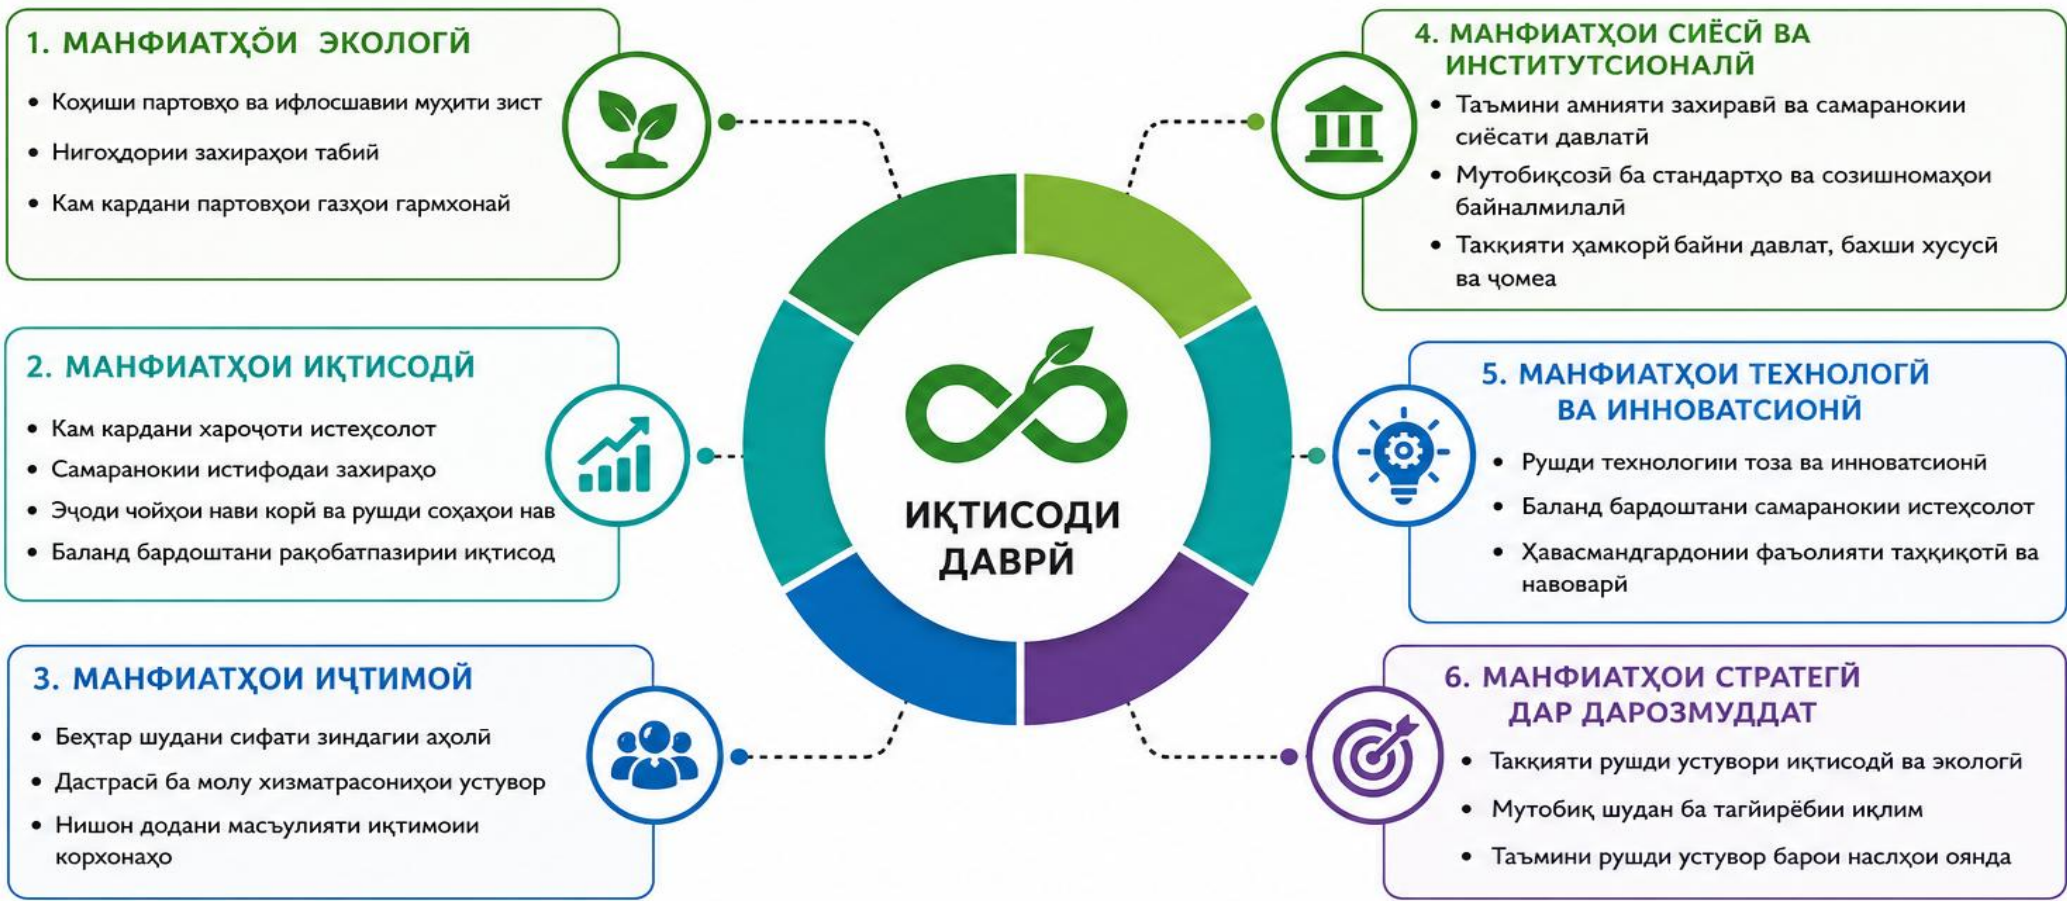 1. МАНФИАТҲОИ ЭКОЛОГӢ
• Коҳиши партовҳо ва ифлосшавии муҳити зист
• Нигоҳдории захираҳои табиӣ
• Кам кардани партовҳои газҳои гармхонаӣ
2. МАНФИАТҲОИ ИҚТИСОДӢ
• Кам кардани хароҷоти истеҳсолот
• Самаранокии истифодаи захираҳо
• Эҷоди ҷойҳои нави корӣ ва рушди соҳаҳои нав
• Баланд бардоштани рақобатпазирии иқтисод
3. МАНФИАТҲОИ ИҶТИМОӢ
• Беҳтар шудани сифати зиндагии аҳолӣ
• Дастрасӣ ба молу хизматрасониҳои устувор
• Нишон додани масъулияти иқтимоии
корхонаҳо
ИҚТИСОДИ
ДАВРӢ
4. МАНФИАТҲОИ СИЁСӢ ВА
ИНСТИТУТСИОНАЛӢ
• Таъмини амнияти захиравӣ ва самаранокии
сиёсати давлатӣ
• Мутобиқсозӣ ба стандартҳо ва созишномаҳои
байналмилалӣ
• Таққияти ҳамкорӣ байни давлат, бахши хусусӣ
ва ҷомеа
5. МАНФИАТҲОИ ТЕХНОЛОГӢ
ВА ИННОВАТСИОНӢ
• Рушди технологиии тоза ва инноватсионӣ
• Баланд бардоштани самаранокии истеҳсолот
• Ҳавасмандгардонии фаъолияти таҳқиқотӣ ва
навоварӣ
6. МАНФИАТҲОИ СТРАТЕГӢ
ДАР ДАРОЗМУДДАТ
• Таққияти рушди устувори иқтисодӣ ва экологӣ
• Мутобиқ шудан ба тагйирёбии иқлим
• Таъмини рушди устувор барои наслҳои оянда